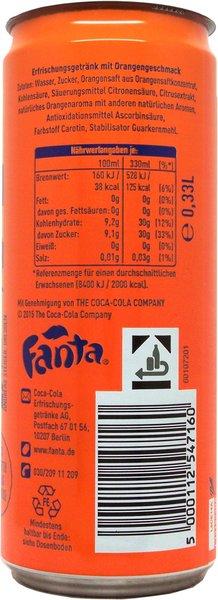 Erfrischungsgetränk mit Orangengeschmack
Zutaten: Wasser, Zucker, Orangensaft aus Orangensaftkonzentrat,
Kohlensäure, Säuerungsmittel Citronensäure, Citrusextrakt,
natürliches Orangenaroma mit anderen natürlichen Aromen,
Antioxidationsmittel Ascorbinsäure,
Farbstoff Carotin, Stabilisator Guarkernmehl.
Nährwertangaben je:
100ml 330ml (%*)
Brennwert: 160 kJ / 528 kJ /
38 kcal 125 kcal (6%)
Fett: 0g 0g (0%)
davon ges. Fettsäuren: 0g 0g (0%)
Kohlenhydrate: 9,2g 30g (12%)
davon Zucker: 9,1g 30g (33%)
Eiweiß: 0g 0g (0%)
Salz: 0,01g 0,03g (1%)
*Referenzmenge für einen durchschnittlichen
Erwachsenen (8400 kJ / 2000 kcal).
℮ 0,33L
Mit Genehmigung von THE COCA-COLA COMPANY
© 2015 The Coca-Cola Company
Fanta
Coca-Cola
Erfrischungs-
getränke AG,
Postfach 67 01 56,
10207 Berlin
www.fanta.de
030/209 11 209
FE
Mindestens
haltbar bis Ende:
siehe Dosenboden
60107201
5000112547160